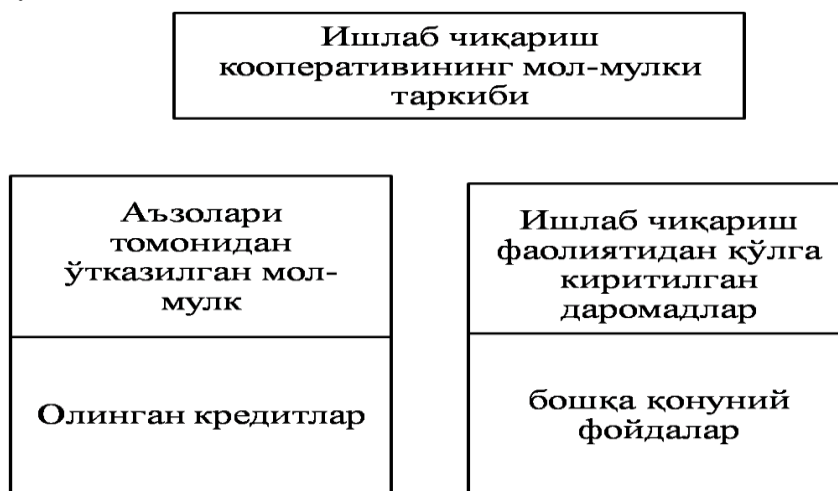 Ишлаб чиқариш
кооперативининг мол-мулки
таркиби
Аъзолари
томонидан
ўтказилган мол-
мулк
Ишлаб чиқариш
фаолиятидан қўлга
киритилган
даромадлар
Олинган кредитлар
бошқа қонуний
фойдалар